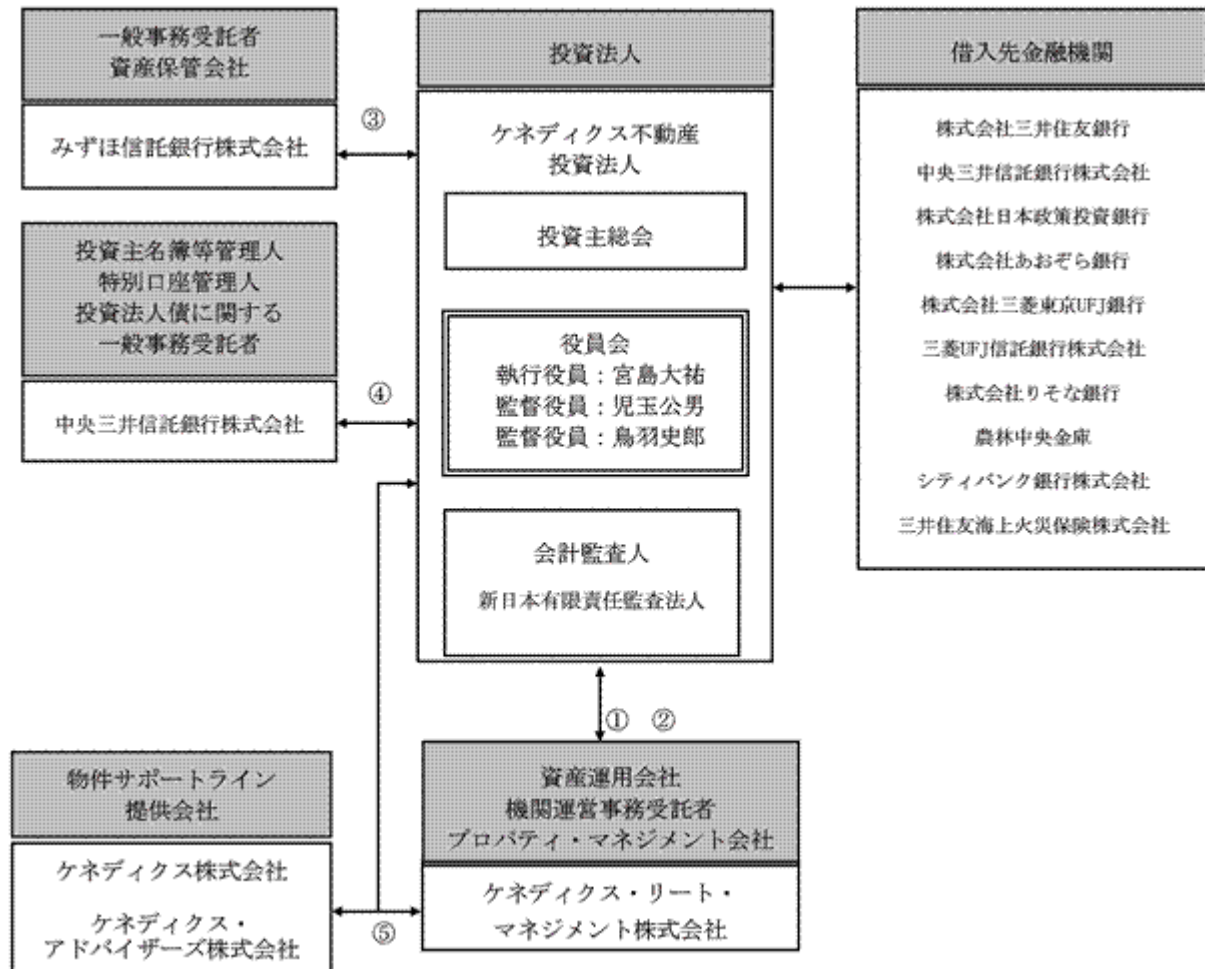 一般事務受託者
資産保管会社
みずほ信託銀行株式会社
③
投資主名簿等管理人
特別口座管理人
投資法人債に関する
一般事務受託者
中央三井信託銀行株式会社
④
投資法人
ケネディクス不動産
投資法人
投資主総会
役員会
執行役員:宮島大祐
監督役員:児玉公男
監督役員:鳥羽史郎
会計監査人
新日本有限責任監査法人
借入先金融機関
株式会社三井住友銀行
中央三井信託銀行株式会社
株式会社日本政策投資銀行
株式会社あおぞら銀行
株式会社三菱東京UFJ銀行
三菱UFJ信託銀行株式会社
株式会社りそな銀行
農林中央金庫
シティバンク銀行株式会社
三井住友海上火災保険株式会社
① ②
物件サポートライン
提供会社
ケネディクス株式会社
ケネディクス・
アドバイザーズ株式会社
⑤
資産運用会社
機関運営事務受託者
プロパティ・マネジメント会社
ケネディクス・リート・
マネジメント株式会社